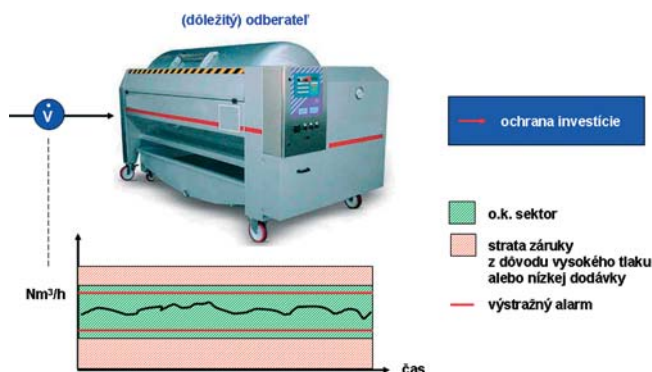 (dôležitý) odberateľ
V̇
ochrana investície
o.k. sektor
strata záruky
z dôvodu vysokého tlaku
alebo nízkej dodávky
výstražný alarm
Nm³/h
čas